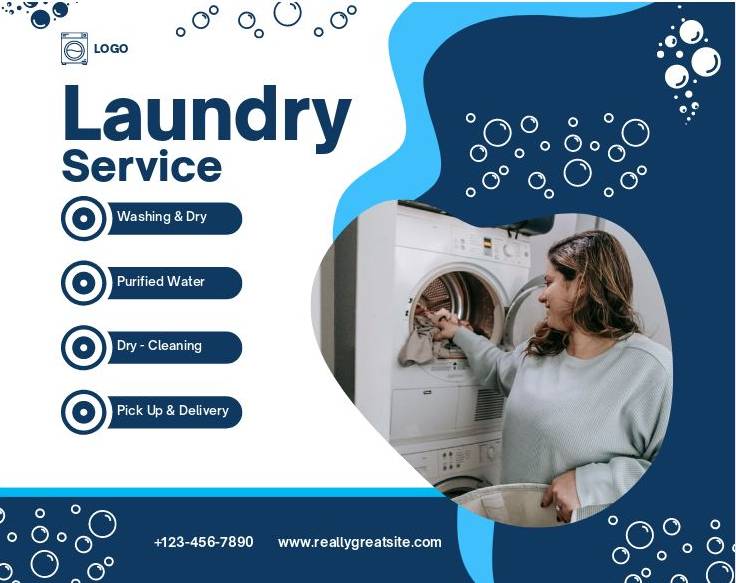 LOGO
Laundry
Service
Washing & Dry
Purified Water
Dry - Cleaning
Pick Up & Delivery
+123-456-7890 www.reallygreatsite.com